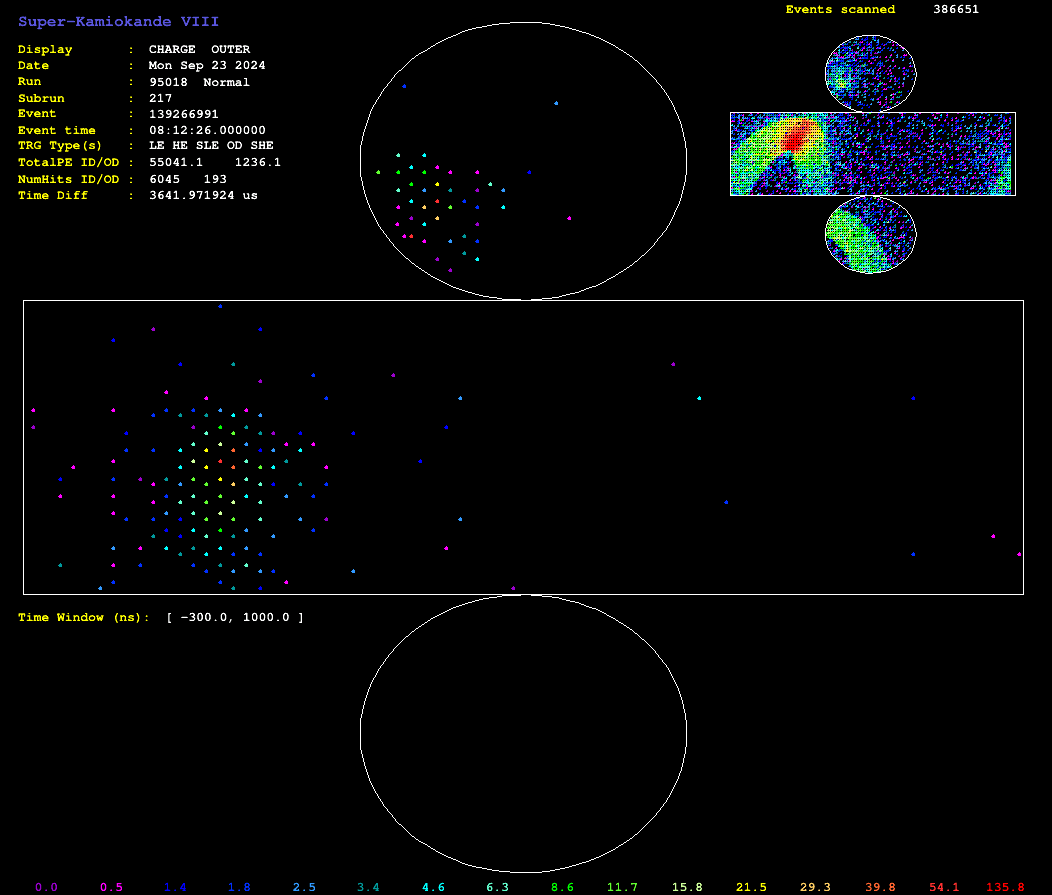 Super-Kamiokande VIII
Events scanned 386651
Display : CHARGE OUTER
Date : Mon Sep 23 2024
Run : 95018 Normal
Subrun : 217
Event : 139266991
Event time : 08:12:26.000000
TRG Type(s) : LE HE SLE OD SHE
TotalPE ID/OD : 55041.1 1236.1
NumHits ID/OD : 6045 193
Time Diff : 3641.971924 us
Time Window (ns): [ -300.0, 1000.0 ]
0.0 0.5 1.4 1.8 2.5 3.4 4.6 6.3 8.6 11.7 15.8 21.5 29.3 39.8 54.1 135.8